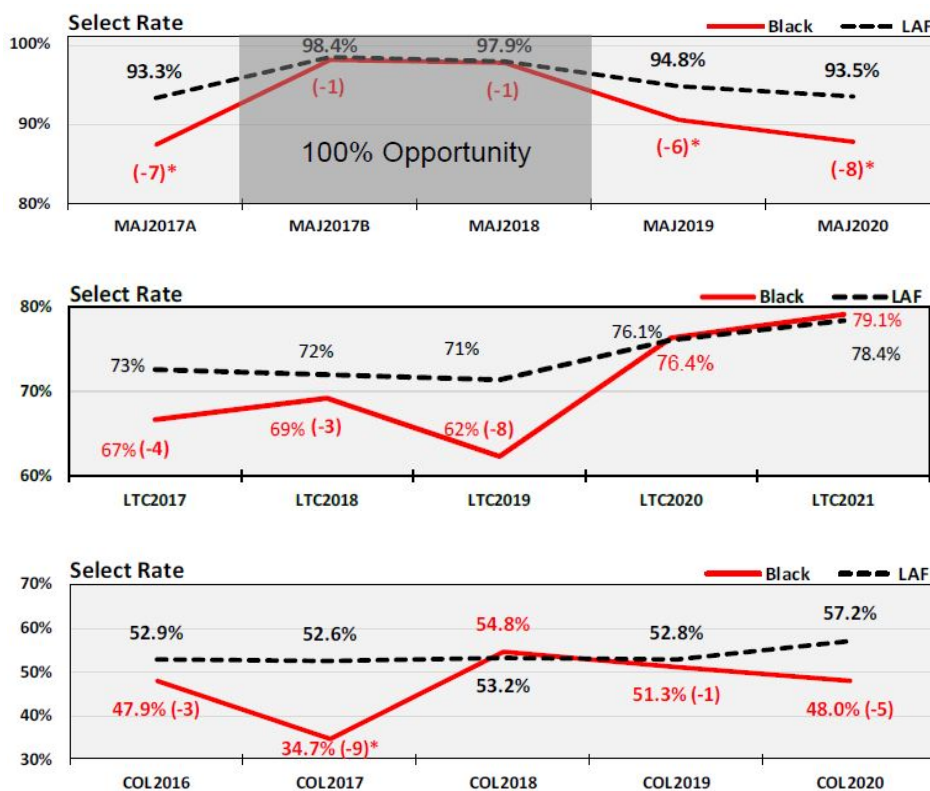 Select Rate
Black LAF
100%
98.4% 97.9%
93.3% 94.8% 93.5%
90%
(-1) (-1)
100% Opportunity
(-7)* (-6)* (-8)*
80%
MAJ2017A MAJ2017B MAJ2018 MAJ2019 MAJ2020
Select Rate
Black LAF
80%
79.1%
73% 72% 71% 76.1% 78.4%
76.4%
70%
67% (-4) 69% (-3) 62% (-8)
60%
LTC2017 LTC2018 LTC2019 LTC2020 LTC2021
Select Rate
Black LAF
70%
60%
52.9% 52.6% 54.8% 52.8% 57.2%
50%
53.2%
47.9% (-3) 51.3% (-1) 48.0% (-5)
40%
34.7% (-9)*
30%
COL2016 COL2017 COL2018 COL2019 COL2020